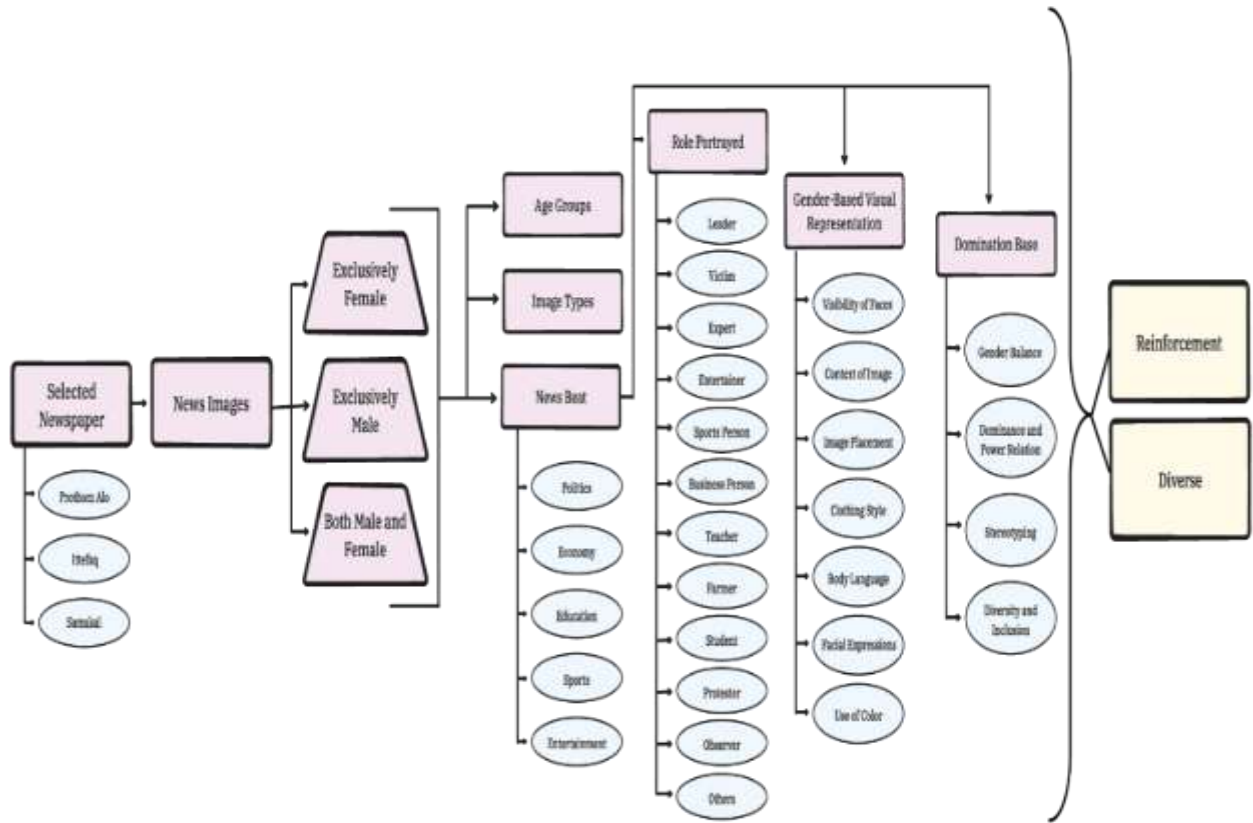 Selected
Newspaper
Prothom Alo
Ittefaq
Samakal
News Images
Exclusively
Female
Exclusively
Male
Both Male and
Female
Age Groups
Image Types
News Beat
Politics
Economy
Education
Sports
Entertainment
Role Portrayed
Leader
Victim
Expert
Entertainer
Sports Person
Business Person
Teacher
Farmer
Student
Protestor
Observer
Others
Gender-Based Visual
Representation
Visibility of Faces
Context of Image
Image Placement
Clothing Style
Body Language
Facial Expressions
Use of Color
Domination Base
Gender Balance
Dominance and
Power Relation
Stereotyping
Diversity and
Inclusion
Reinforcement
Diverse